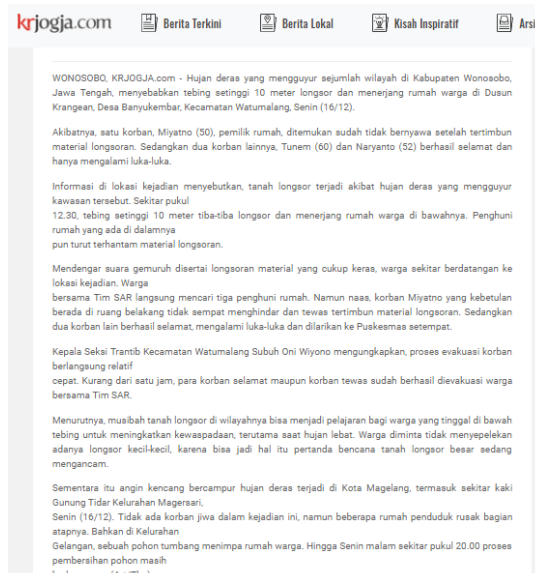 krjogja.com
Berita Terkini
Berita Lokal
Kisah Inspiratif
Arsi
WONOSOBO, KRJOGJA.com - Hujan deras yang mengguyur sejumlah wilayah di Kabupaten Wonosobo,
Jawa Tengah, menyebabkan tebing setinggi 10 meter longsor dan menerjang rumah warga di Dusun
Krangean, Desa Banyukembar, Kecamatan Watumalang, Senin (16/12).
Akibatnya, satu korban, Miyatno (50), pemilik rumah, ditemukan sudah tidak bernyawa setelah tertimbun
material longsoran. Sedangkan dua korban lainnya, Tunem (60) dan Naryanto (52) berhasil selamat dan
hanya mengalami luka-luka.
Informasi di lokasi kejadian menyebutkan, tanah longsor terjadi akibat hujan deras yang mengguyur
kawasan tersebut. Sekitar pukul
12.30, tebing setinggi 10 meter tiba-tiba longsor dan menerjang rumah warga di bawahnya. Penghuni
rumah yang ada di dalamnya
pun turut terhantam material longsoran.
Mendengar suara gemuruh disertai longsoran material yang cukup keras, warga sekitar berdatangan ke
lokasi kejadian. Warga
bersama Tim SAR langsung mencari tiga penghuni rumah. Namun naas, korban Miyatno yang kebetulan
berada di ruang belakang tidak sempat menghindar dan tewas tertimbun material longsoran. Sedangkan
dua korban lain berhasil selamat, mengalami luka-luka dan dilarikan ke Puskesmas setempat.
Kepala Seksi Trantib Kecamatan Watumalang Subuh Oni Wiyono mengungkapkan, proses evakuasi korban
berlangsung relatif
cepat. Kurang dari satu jam, para korban selamat maupun korban tewas sudah berhasil dievakuasi warga
bersama Tim SAR.
Menurutnya, musibah tanah longsor di wilayahnya bisa menjadi pelajaran bagi warga yang tinggal di bawah
tebing untuk meningkatkan kewaspadaan, terutama saat hujan lebat. Warga diminta tidak menyepelekan
adanya longsor kecil-kecil, karena bisa jadi hal itu pertanda bencana tanah longsor besar sedang
mengancam.
Sementara itu angin kencang bercampur hujan deras terjadi di Kota Magelang, termasuk sekitar kaki
Gunung Tidar Kelurahan Magersari,
Senin (16/12). Tidak ada korban jiwa dalam kejadian ini, namun beberapa rumah penduduk rusak bagian
atapnya. Bahkan di Kelurahan
Gelangan, sebuah pohon tumbang menimpa rumah warga. Hingga Senin malam sekitar pukul 20.00 proses
pembersihan pohon masih